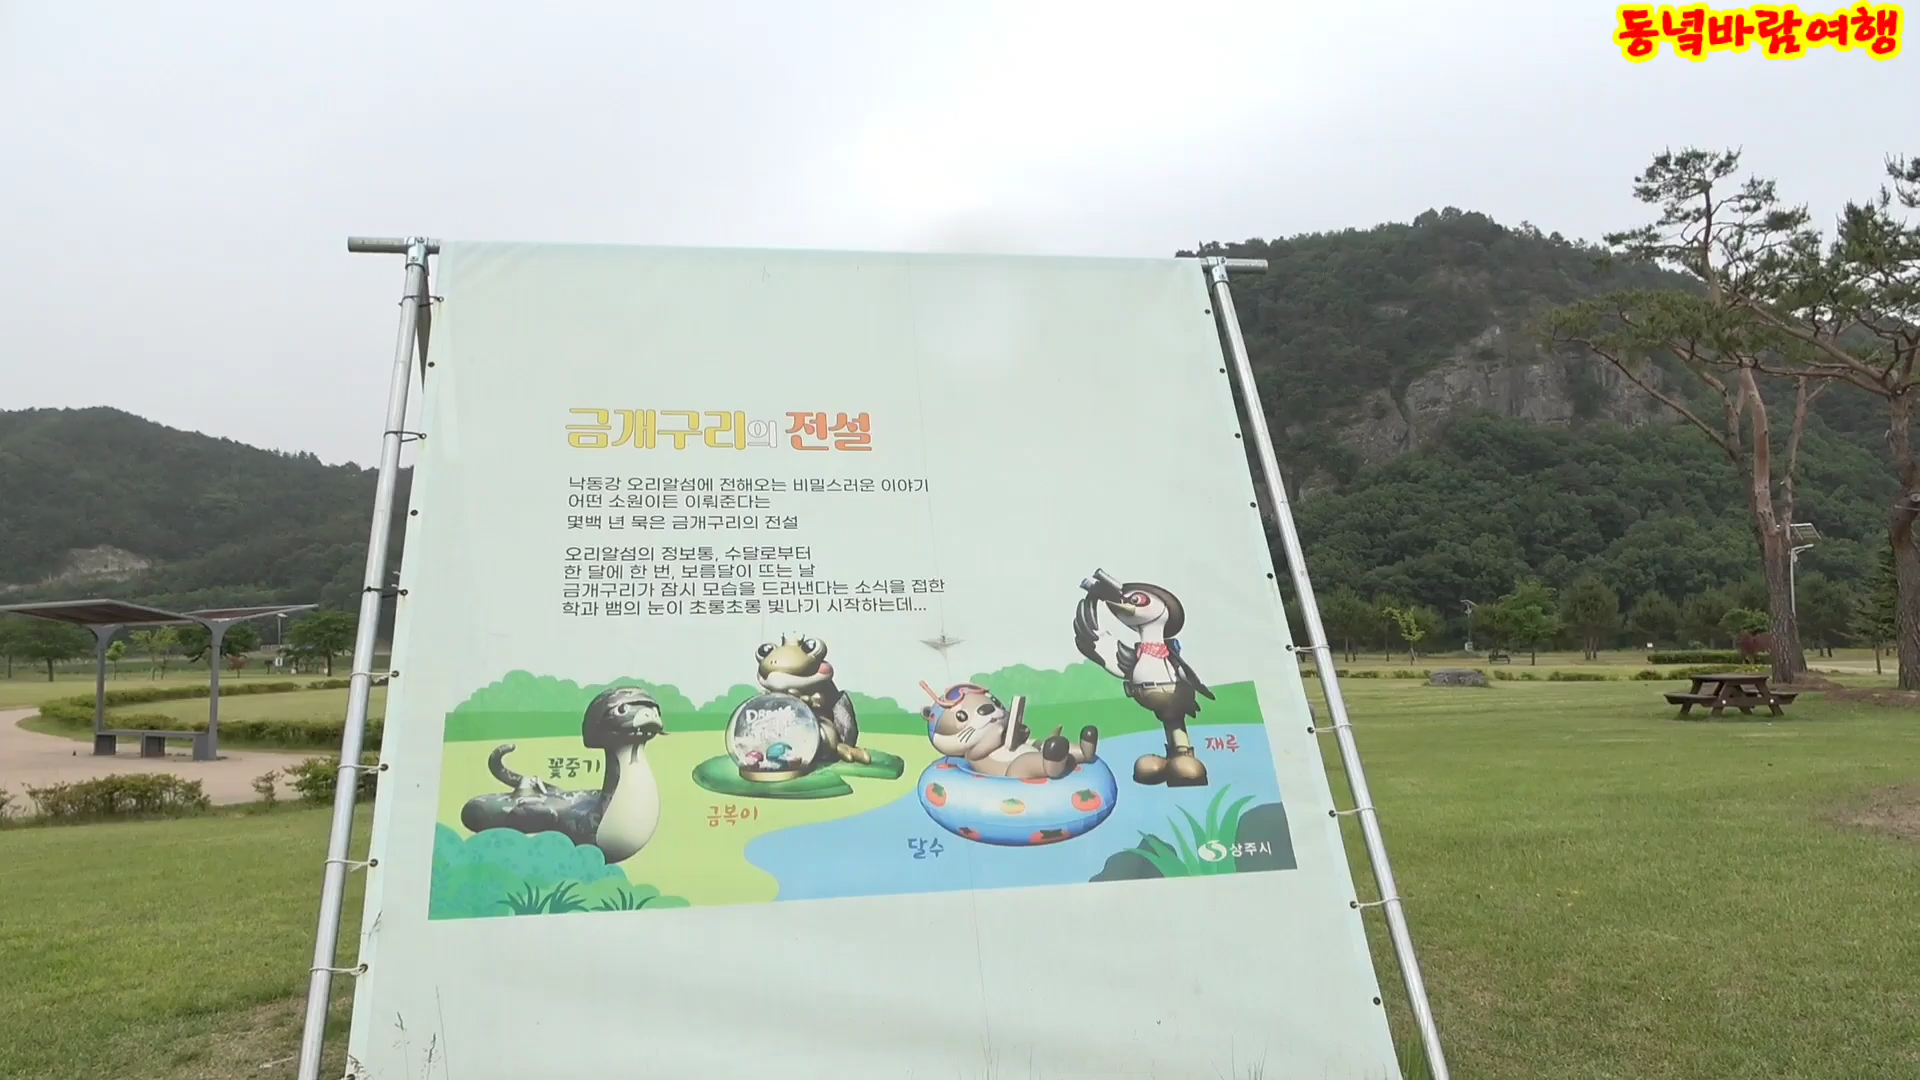 동녘바람여행
금개구리의 전설
낙동강 오리알섬에 전해오는 비밀스러운 이야기
어떤 소원이든 이뤄준다는
몇백 년 묵은 금개구리의 전설
오리알섬의 정보통, 수달로부터
한 달에 한 번, 보름달이 뜨는 날
금개구리가 잠시 모습을 드러낸다는 소식을 접한
학과 뱀의 눈이 초롱초롱 빛나기 시작하는데...
재루
DREAM
꽃중기
금복이
달수
상주시